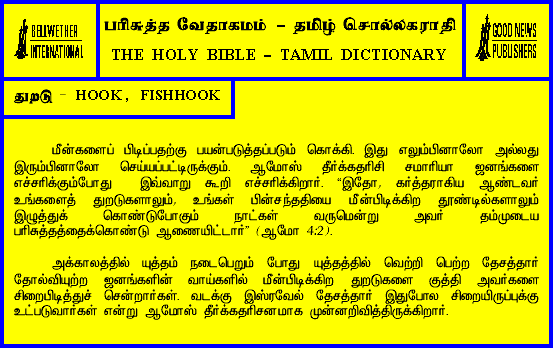 BELLWETHER
INTERNATIONAL
பரிசுத்த வேதாகமம் - தமிழ் சொல்லகராதி
THE HOLY BIBLE - TAMIL DICTIONARY
GOOD NEWS
PUBLISHERS
துறடு - HOOK, FISHHOOK
மீன்களைப் பிடிப்பதற்கு பயன்படுத்தப்படும் கொக்கி. இது எலும்பினாலோ அல்லது
இரும்பினாலோ செய்யப்பட்டிருக்கும். ஆமோஸ் தீர்க்கதரிசி சமாரியா ஜனங்களை
எச்சரிக்கும்போது இவ்வாறு கூறி எச்சரிக்கிறார். “இதோ, கர்த்தராகிய ஆண்டவர்
உங்களைத் துறடுகளாலும், உங்கள் பின்சந்ததியை மீன்பிடிக்கிற தூண்டில்களாலும்
இழுத்துக் கொண்டுபோகும் நாட்கள் வருமென்று அவர் தம்முடைய
பரிசுத்தத்தைக்கொண்டு ஆணையிட்டார்” (ஆமோ 4:2).
அக்காலத்தில் யுத்தம் நடைபெறும் போது யுத்தத்தில் வெற்றி பெற்ற தேசத்தார்
தோல்வியுற்ற ஜனங்களின் வாய்களில் மீன்பிடிக்கிற துறடுகளை குத்தி அவர்களை
சிறைபிடித்துச் சென்றார்கள். வடக்கு இஸ்ரவேல் தேசத்தார் இதுபோல சிறையிருப்புக்கு
உட்படுவார்கள் என்று ஆமோஸ் தீர்க்கதரிசனமாக முன்னறிவித்திருக்கிறார்.